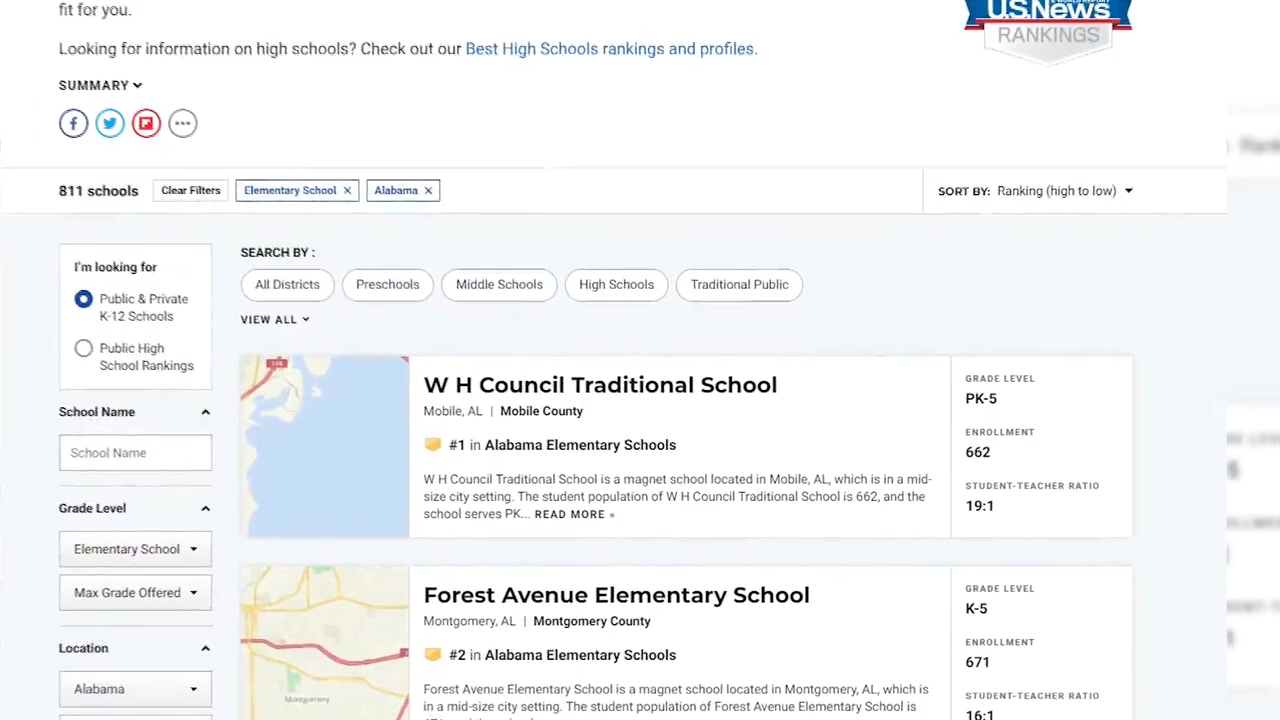 fit for you.
U.S.News
RANKINGS
Looking for information on high schools? Check out our Best High Schools rankings and profiles.
SUMMARY
811 schools
Clear Filters
Elementary School ×
Alabama ×
SORT BY: Ranking (high to low)
I'm looking for
Public & Private
K-12 Schools
Public High
School Rankings
School Name
School Name
Grade Level
Elementary School
Max Grade Offered
Location
Alabama
SEARCH BY :
All Districts
Preschools
Middle Schools
High Schools
Traditional Public
VIEW ALL
W H Council Traditional School
Mobile, AL | Mobile County
#1 in Alabama Elementary Schools
W H Council Traditional School is a magnet school located in Mobile, AL, which is in a mid-
size city setting. The student population of W H Council Traditional School is 662, and the
school serves PK... READ MORE »
GRADE LEVEL
PK-5
ENROLLMENT
662
STUDENT-TEACHER RATIO
19:1
Montgomery
Forest Avenue Elementary School
Montgomery, AL | Montgomery County
#2 in Alabama Elementary Schools
Forest Avenue Elementary School is a magnet school located in Montgomery, AL, which is
in a mid-size city setting. The student population of Forest Avenue Elementary School is
GRADE LEVEL
K-5
ENROLLMENT
671
STUDENT-TEACHER RATIO
16:1